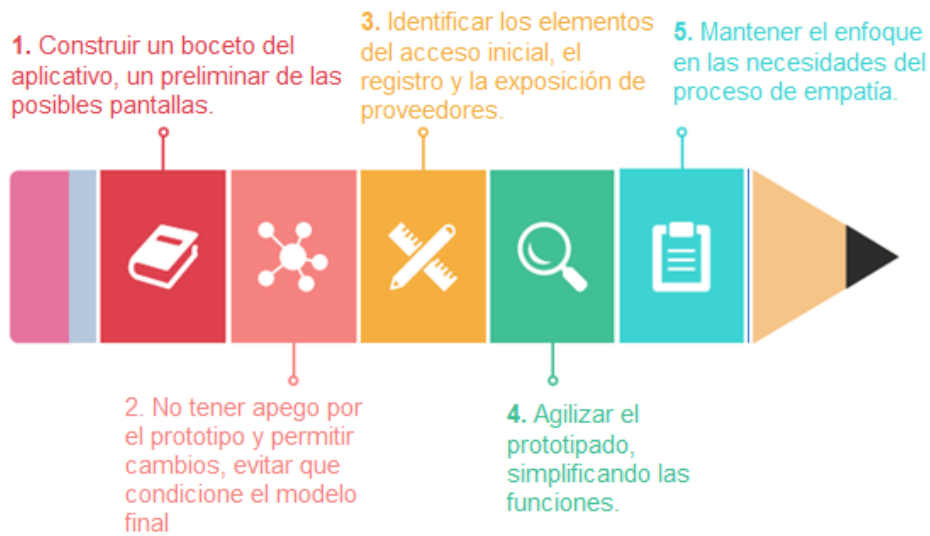 1. Construir un boceto del
aplicativo, un preliminar de las
posibles pantallas.
2. No tener apego por
el prototipo y permitir
cambios, evitar que
condicione el modelo
final
3. Identificar los elementos
del acceso inicial, el
registro y la exposición de
proveedores.
4. Agilizar el
prototipado,
simplificando las
funciones.
5. Mantener el enfoque
en las necesidades del
proceso de empatía.